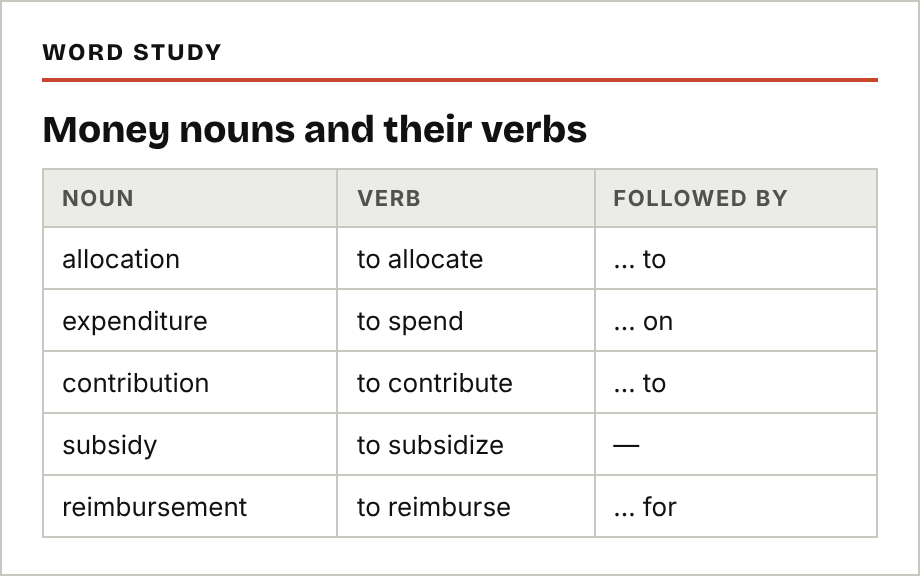 WORD STUDY
Money nouns and their verbs
NOUN VERB FOLLOWED BY
allocation to allocate ... to
expenditure to spend ... on
contribution to contribute ... to
subsidy to subsidize —
reimbursement to reimburse ... for